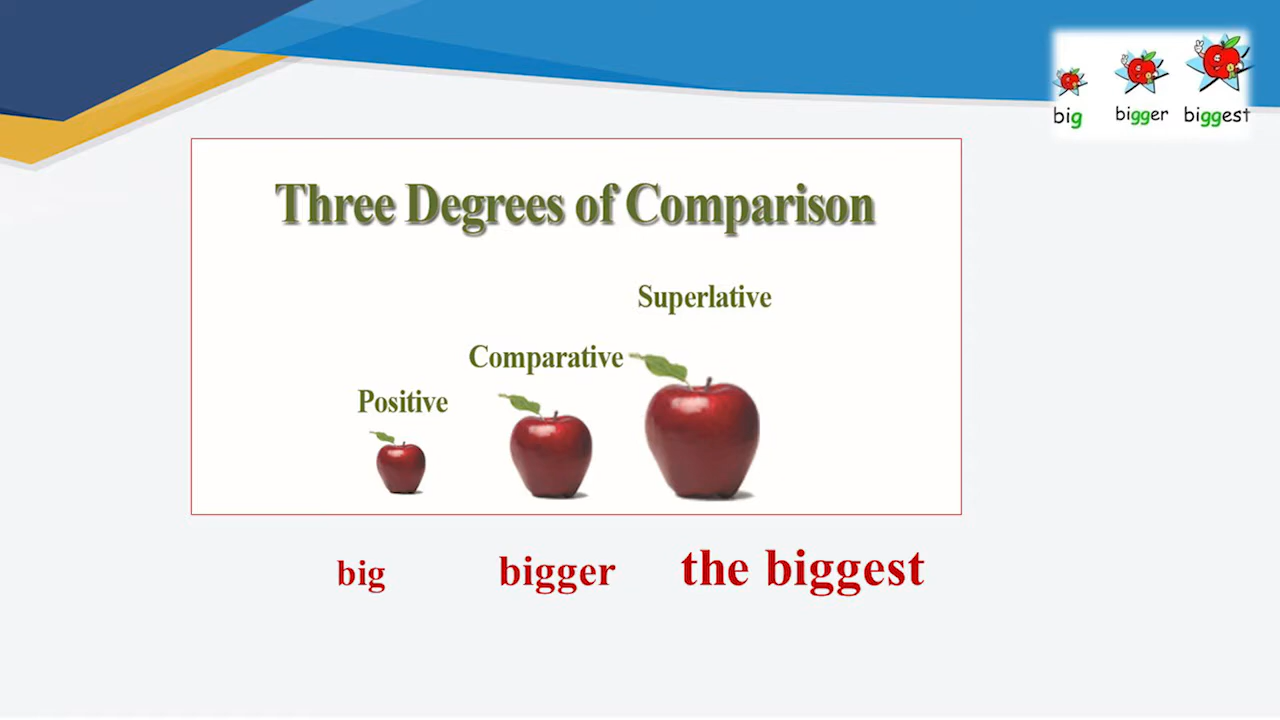 big bigger biggest
Three Degrees of Comparison
Superlative
Comparative
Positive
big bigger the biggest